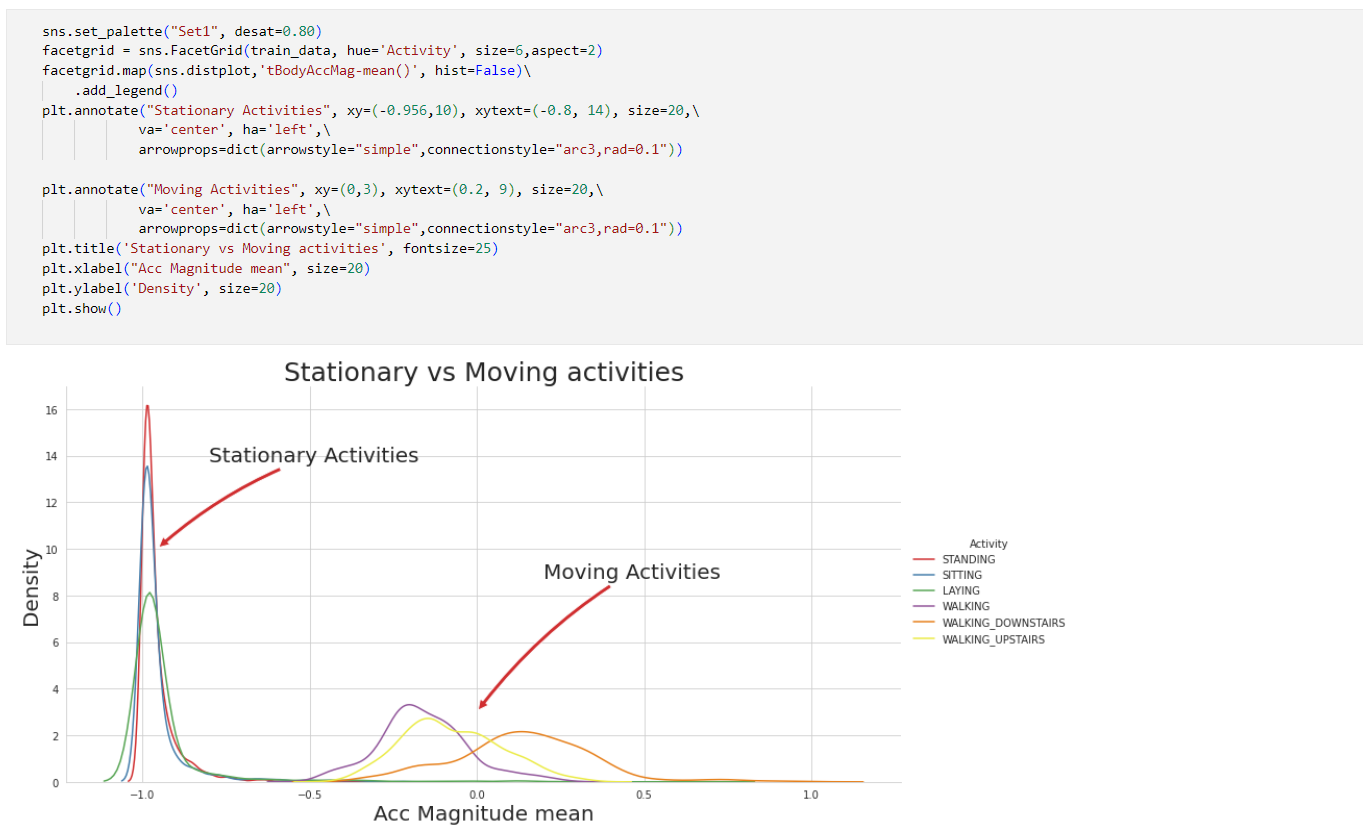 sns.set_palette("Set1", desat=0.80)
facetgrid = sns.FacetGrid(train_data, hue='Activity', size=6,aspect=2)
facetgrid.map(sns.distplot,'tBodyAccMag-mean()', hist=False)\
    .add_legend()
plt.annotate("Stationary Activities", xy=(-0.956,10), xytext=(-0.8, 14), size=20,\
            va='center', ha='left',\
            arrowprops=dict(arrowstyle="simple",connectionstyle="arc3,rad=0.1"))

plt.annotate("Moving Activities", xy=(0,3), xytext=(0.2, 9), size=20,\
            va='center', ha='left',\
            arrowprops=dict(arrowstyle="simple",connectionstyle="arc3,rad=0.1"))
plt.title('Stationary vs Moving activities', fontsize=25)
plt.xlabel("Acc Magnitude mean", size=20)
plt.ylabel('Density', size=20)
plt.show()
Stationary vs Moving activities
16
14
12
10
8
6
4
2
0
Density
Stationary Activities
Moving Activities
−1.0
−0.5
0.0
0.5
1.0
Acc Magnitude mean
Activity
STANDING
SITTING
LAYING
WALKING
WALKING_DOWNSTAIRS
WALKING_UPSTAIRS